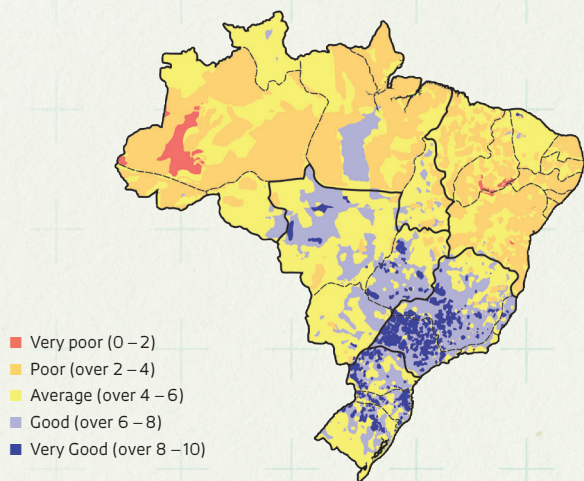 Very poor (0 – 2)
Poor (over 2 – 4)
Average (over 4 – 6)
Good (over 6 – 8)
Very Good (over 8 – 10)